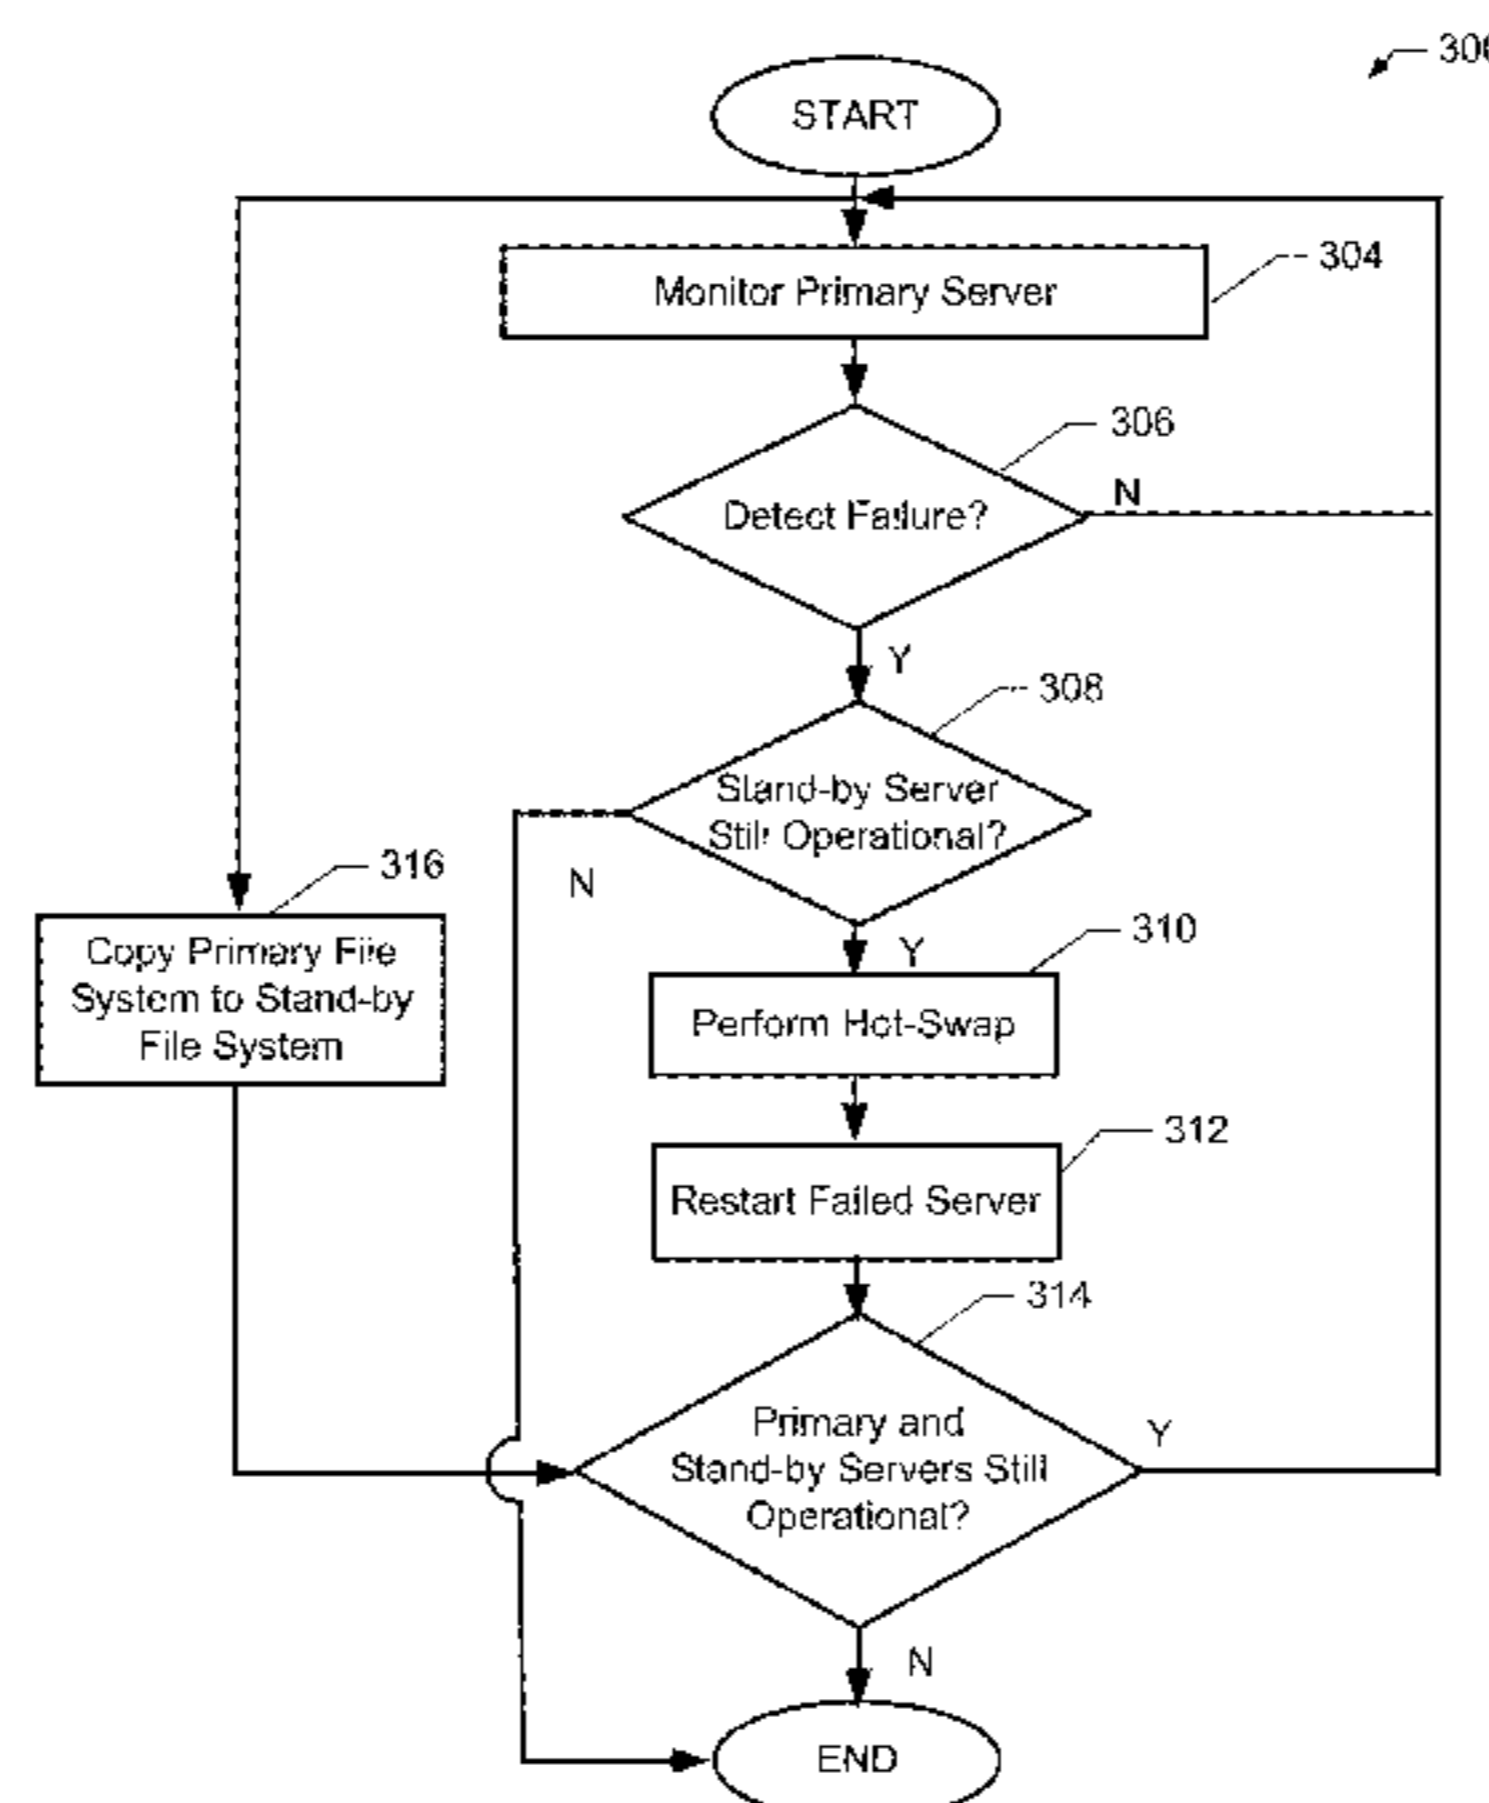 START
304
Monitor Primary Server
306
Detect Failure?
N
Y
308
Stand-by Server
Still Operational?
N
Y
316
Copy Primary File
System to Stand-by
File System
310
Perform Hot-Swap
312
Restart Failed Server
314
Primary and
Stand-by Servers Still
Operational?
Y
N
END